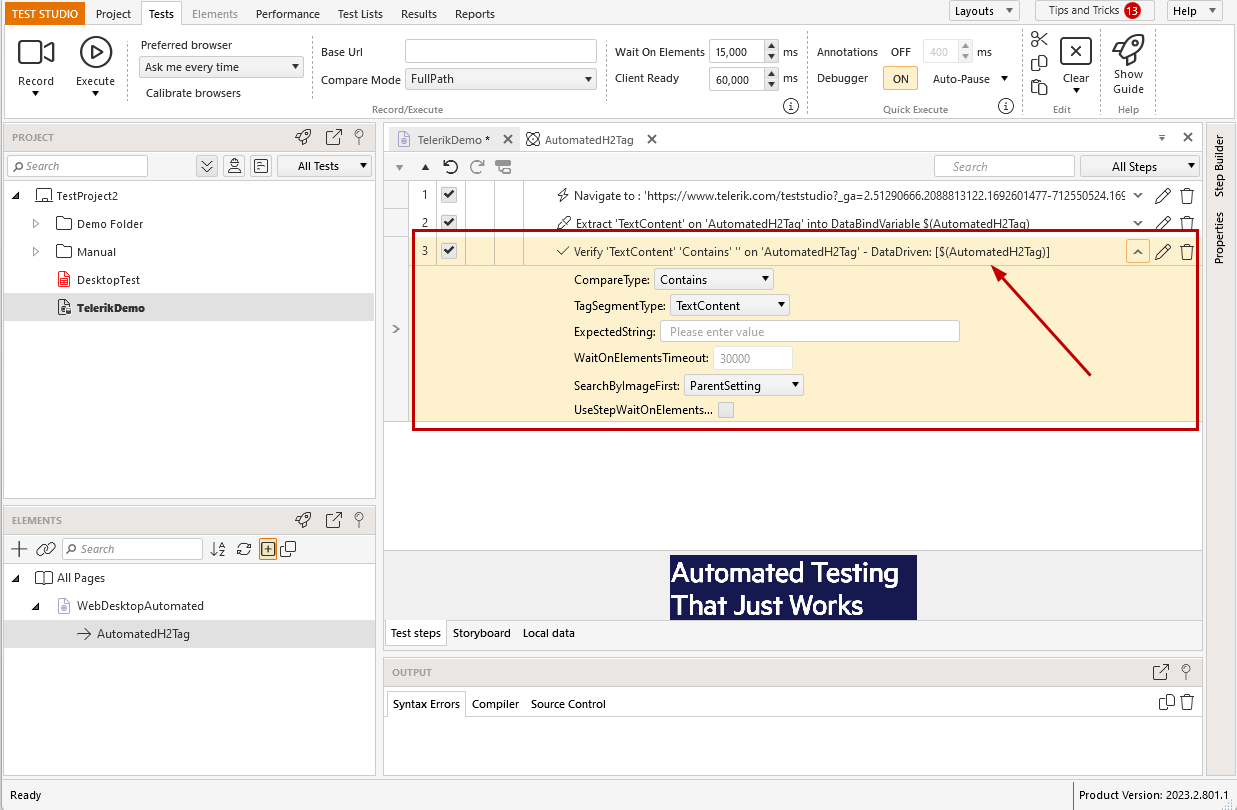 TEST STUDIO Project Tests Elements Performance Test Lists Results Reports Layouts Tips and Tricks 13 Help
Record
Execute
Preferred browser
Ask me every time
Calibrate browsers
Base Url
Compare Mode FullPath
Record/Execute
Wait On Elements 15,000 ms
Client Ready 60,000 ms
Annotations OFF 400 ms
Debugger ON Auto-Pause
Quick Execute
Clear
Edit
Show
Guide
Help
PROJECT
Search All Tests
TestProject2
Demo Folder
Manual
DesktopTest
TelerikDemo
ELEMENTS
Search
All Pages
WebDesktopAutomated
AutomatedH2Tag
TelerikDemo * AutomatedH2Tag
Search All Steps
1 Navigate to : 'https://www.telerik.com/teststudio?_ga=2.51290666.2088813122.1692601477-712550524.169
2 Extract 'TextContent' on 'AutomatedH2Tag' into DataBindVariable $(AutomatedH2Tag)
3 Verify 'TextContent' 'Contains' '' on 'AutomatedH2Tag' - DataDriven: [$(AutomatedH2Tag)]
CompareType: Contains
TagSegmentType: TextContent
ExpectedString: Please enter value
WaitOnElementsTimeout: 30000
SearchByImageFirst: ParentSetting
UseStepWaitOnElements...
Automated Testing
That Just Works
Test steps Storyboard Local data
OUTPUT
Syntax Errors Compiler Source Control
Step Builder
Properties
Ready
Product Version: 2023.2.801.1